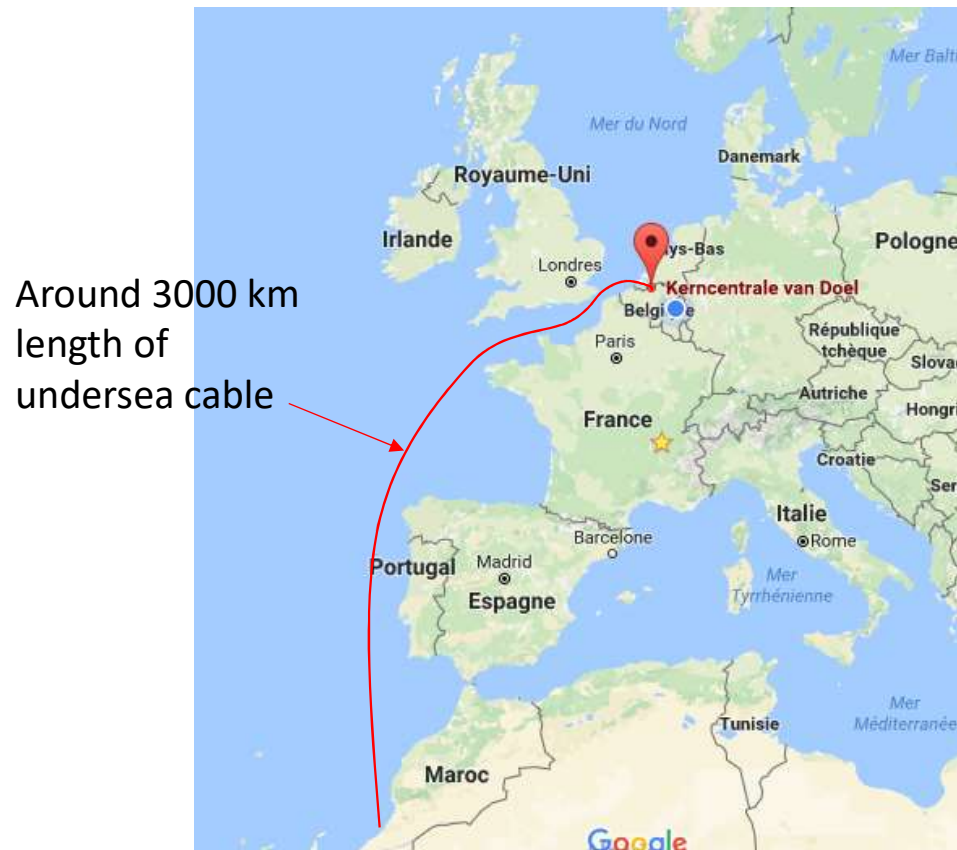 Mer Balti
Mer du Nord
Danemark
Royaume-Uni
Irlande
ays-Bas
Pologne
Londres
Kerncentrale van Doel
Around 3000 km
length of
undersea cable
Belgi e
Paris
République
tchèque
Slova
Autriche
Hongri
France
Croatie
Ser
Italie
Rome
Barcelone
Portugal
Madrid
Espagne
Mer
Tyrrhénienne
Mer
Méditerranée
Tunisie
Maroc
Google